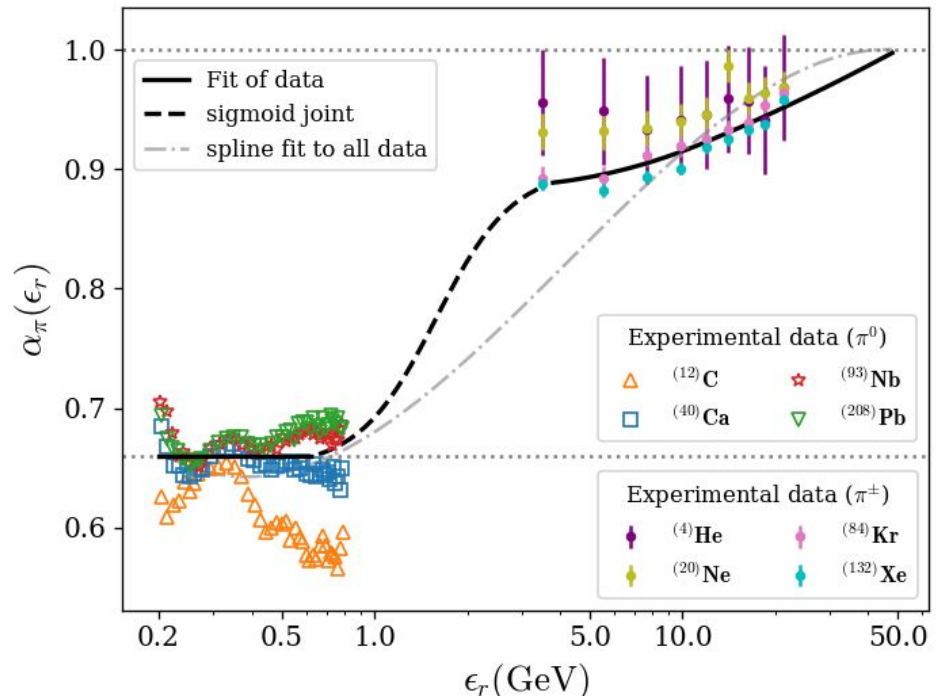 1.0
0.9
0.8
0.7
0.6
α_π(ϵ_r)
Fit of data
sigmoid joint
spline fit to all data
Experimental data (π⁰)
⁽¹²⁾C
⁽⁹³⁾Nb
⁽⁴⁰⁾Ca
⁽²⁰⁸⁾Pb
Experimental data (π^±)
⁽⁴⁾He
⁽⁸⁴⁾Kr
⁽²⁰⁾Ne
⁽¹³²⁾Xe
0.2 0.5 1.0 5.0 10.0 50.0
ϵ_r(GeV)